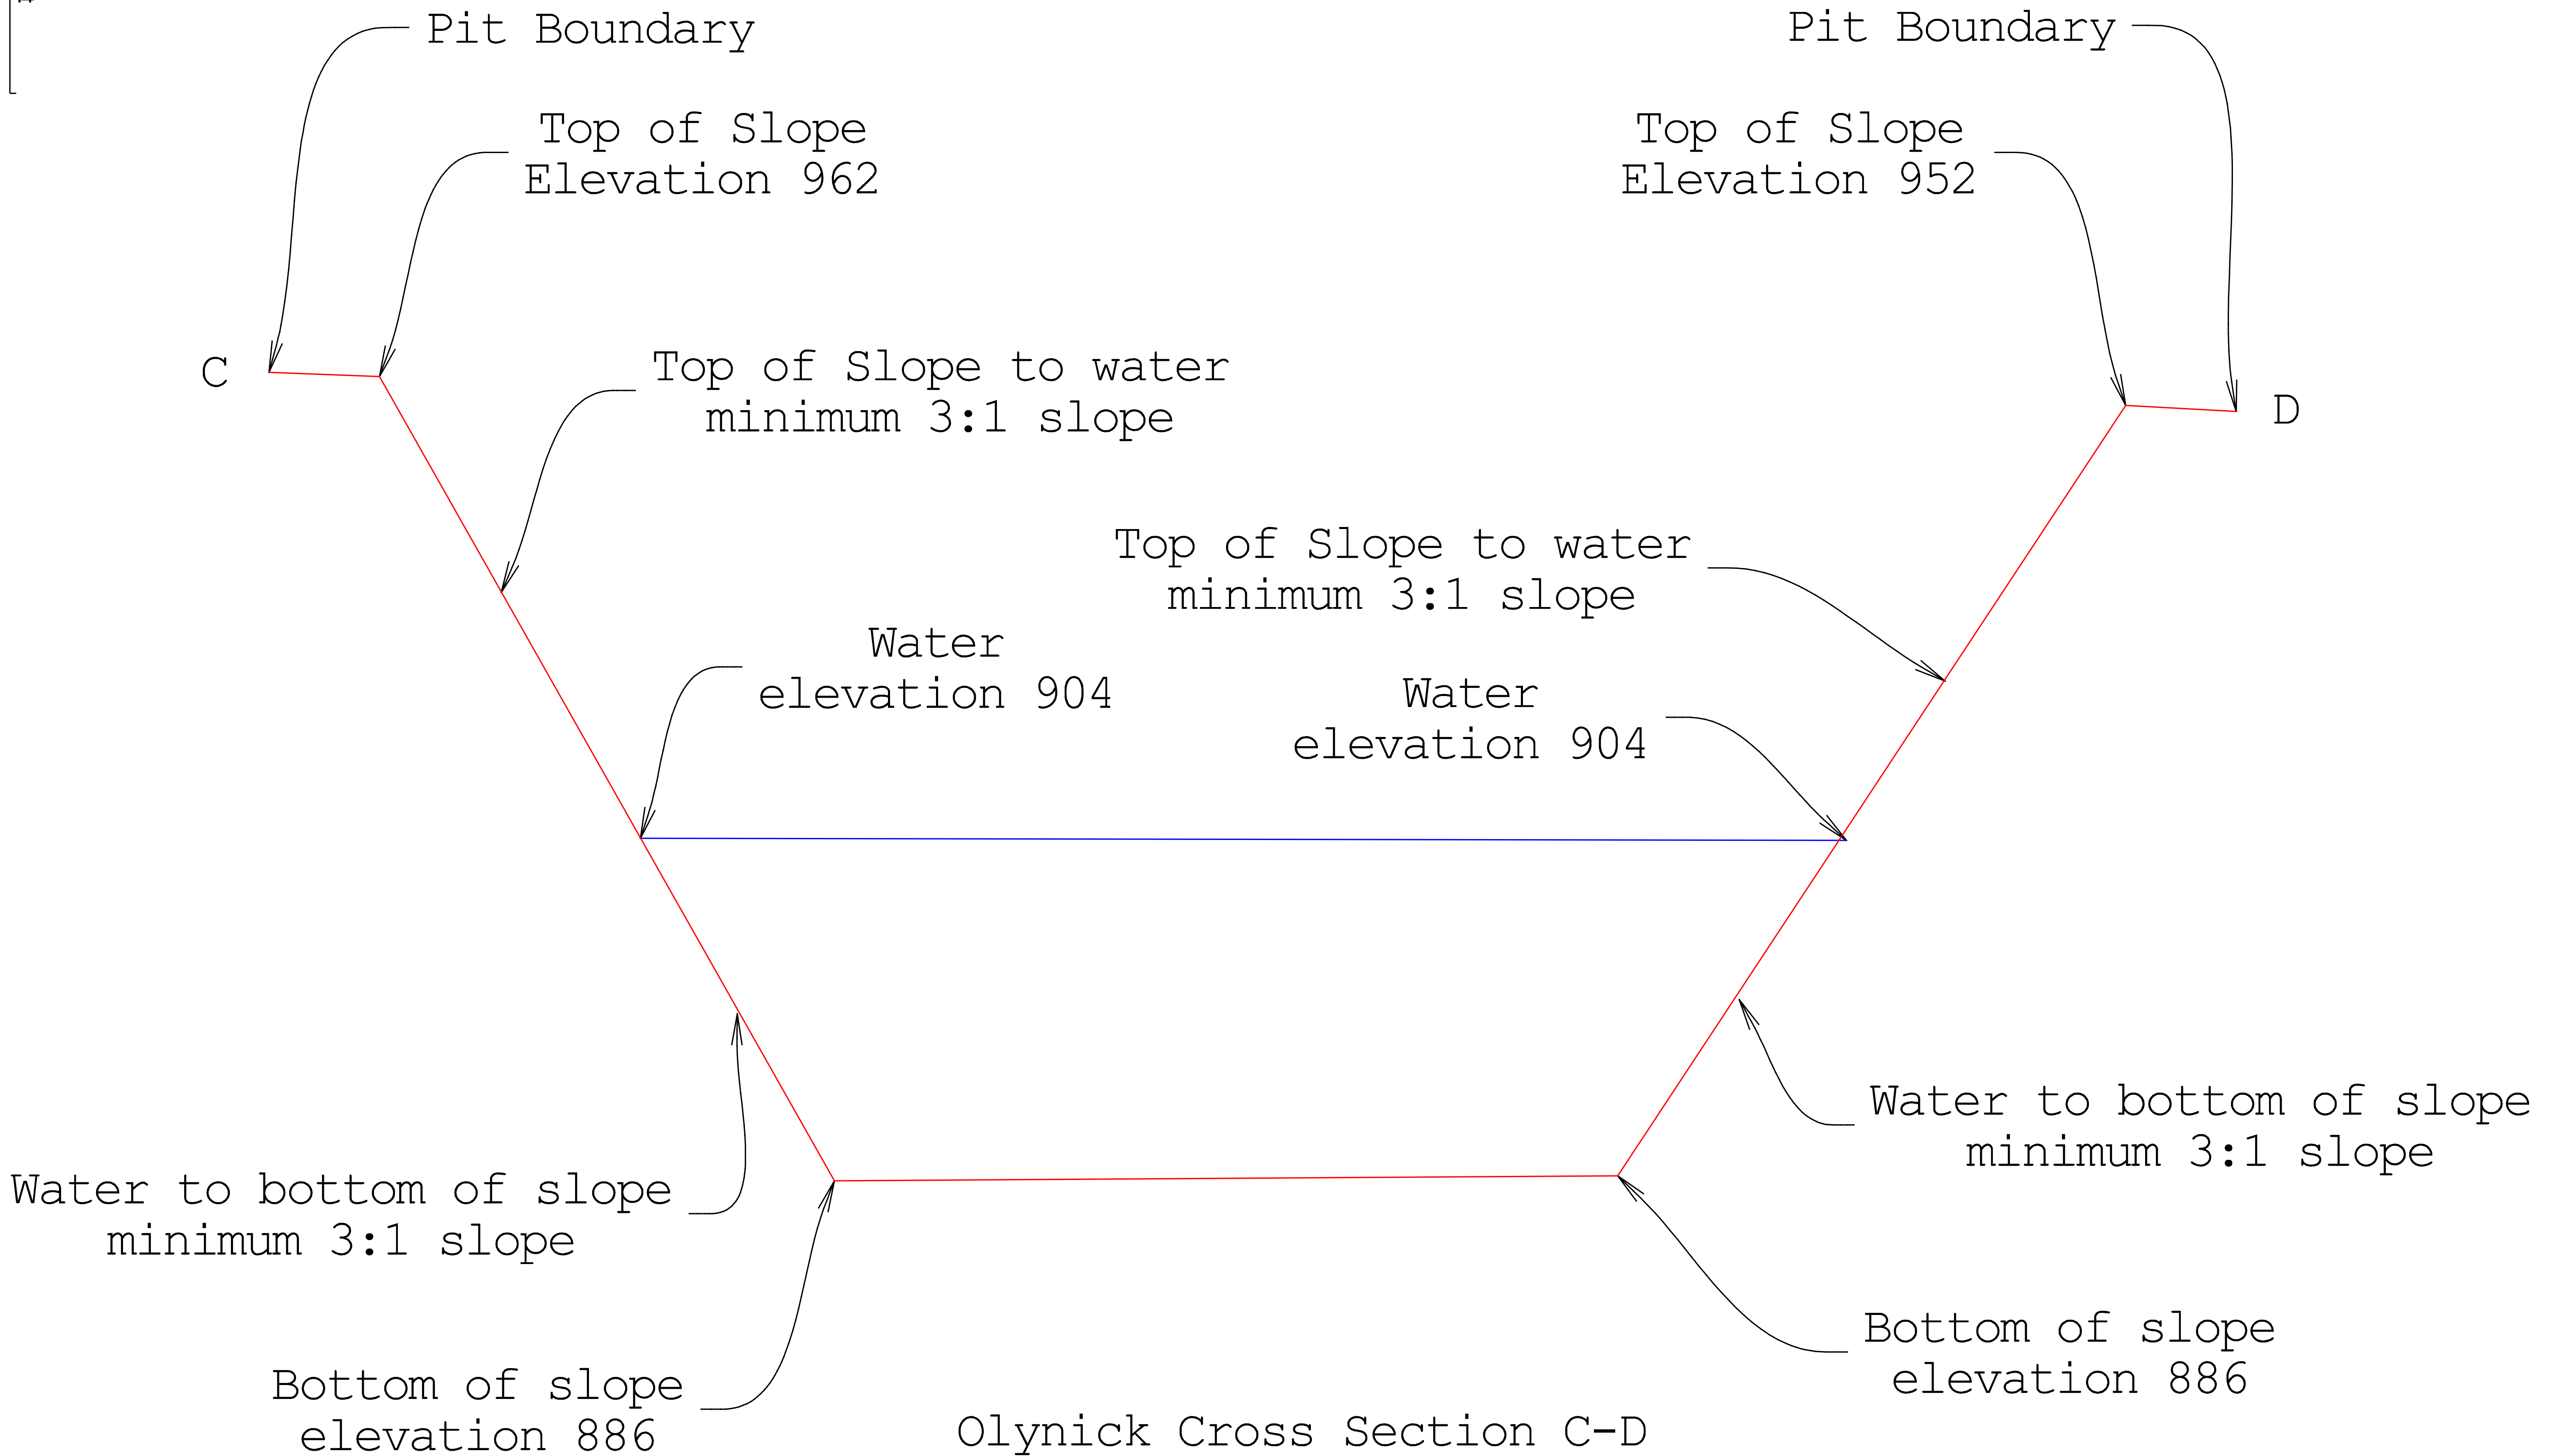 Pit Boundary
Pit Boundary
Top of Slope
Elevation 962
Top of Slope
Elevation 952
C
Top of Slope to water
minimum 3:1 slope
D
Top of Slope to water
minimum 3:1 slope
Water
elevation 904
Water
elevation 904
Water to bottom of slope
minimum 3:1 slope
Water to bottom of slope
minimum 3:1 slope
Bottom of slope
elevation 886
Bottom of slope
elevation 886
Olynick Cross Section C-D